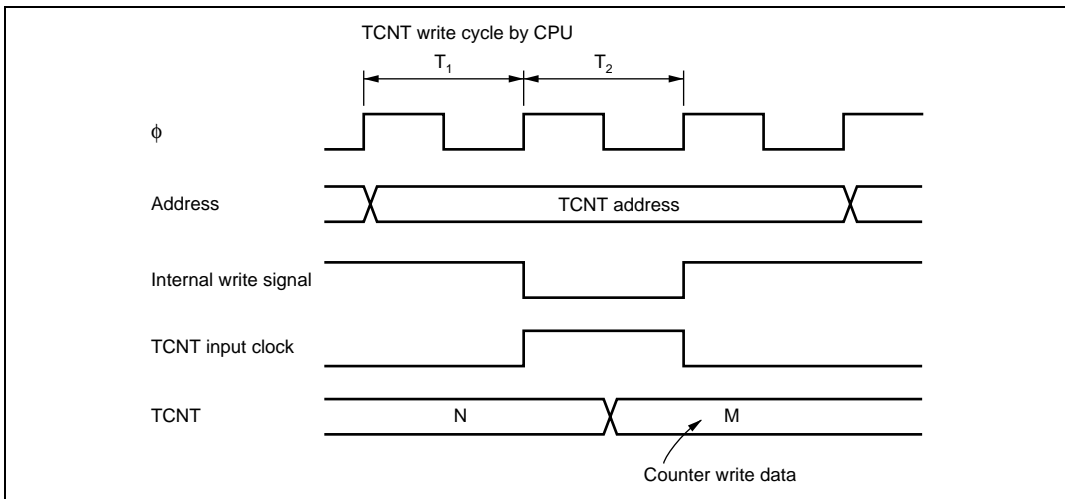 TCNT write cycle by CPU
T1 T2
ϕ
Address TCNT address
Internal write signal
TCNT input clock
TCNT N M
Counter write data